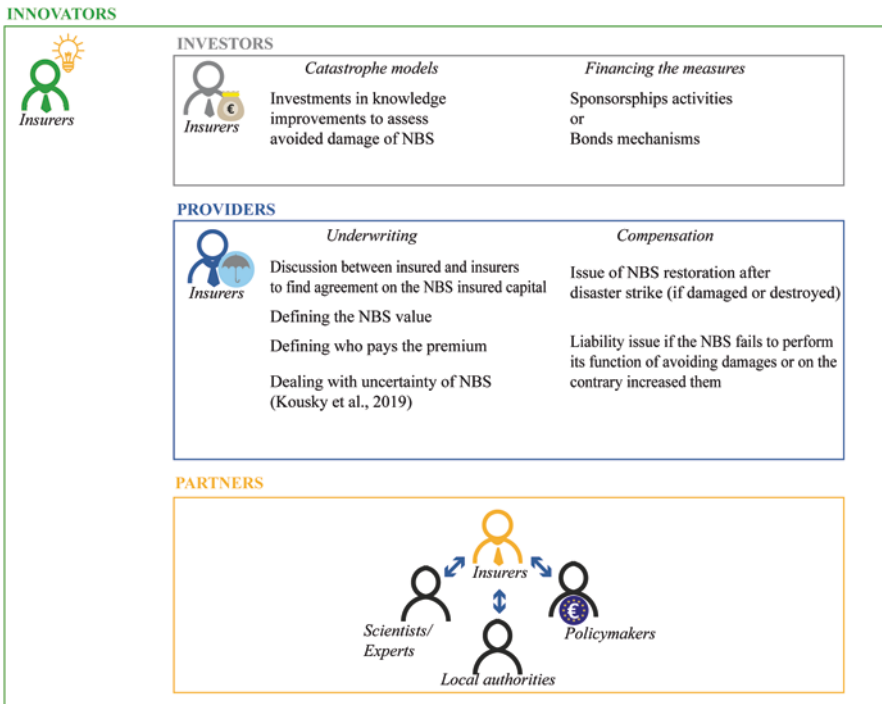 INNOVATORS
Insurers
INVESTORS
Insurers
€
Catastrophe models
Investments in knowledge
improvements to assess
avoided damage of NBS
Financing the measures
Sponsorphips activities
or
Bonds mechanisms
PROVIDERS
Insurers
Underwriting
Discussion between insured and insurers
to find agreement on the NBS insured capital
Defining the NBS value
Defining who pays the premium
Dealing with uncertainty of NBS
(Kousky et al., 2019)
Compensation
Issue of NBS restoration after
disaster strike (if damaged or destroyed)
Liability issue if the NBS fails to perform
its function of avoiding damages or on the
contrary increased them
PARTNERS
Insurers
Scientists/
Experts
€
Policymakers
Local authorities